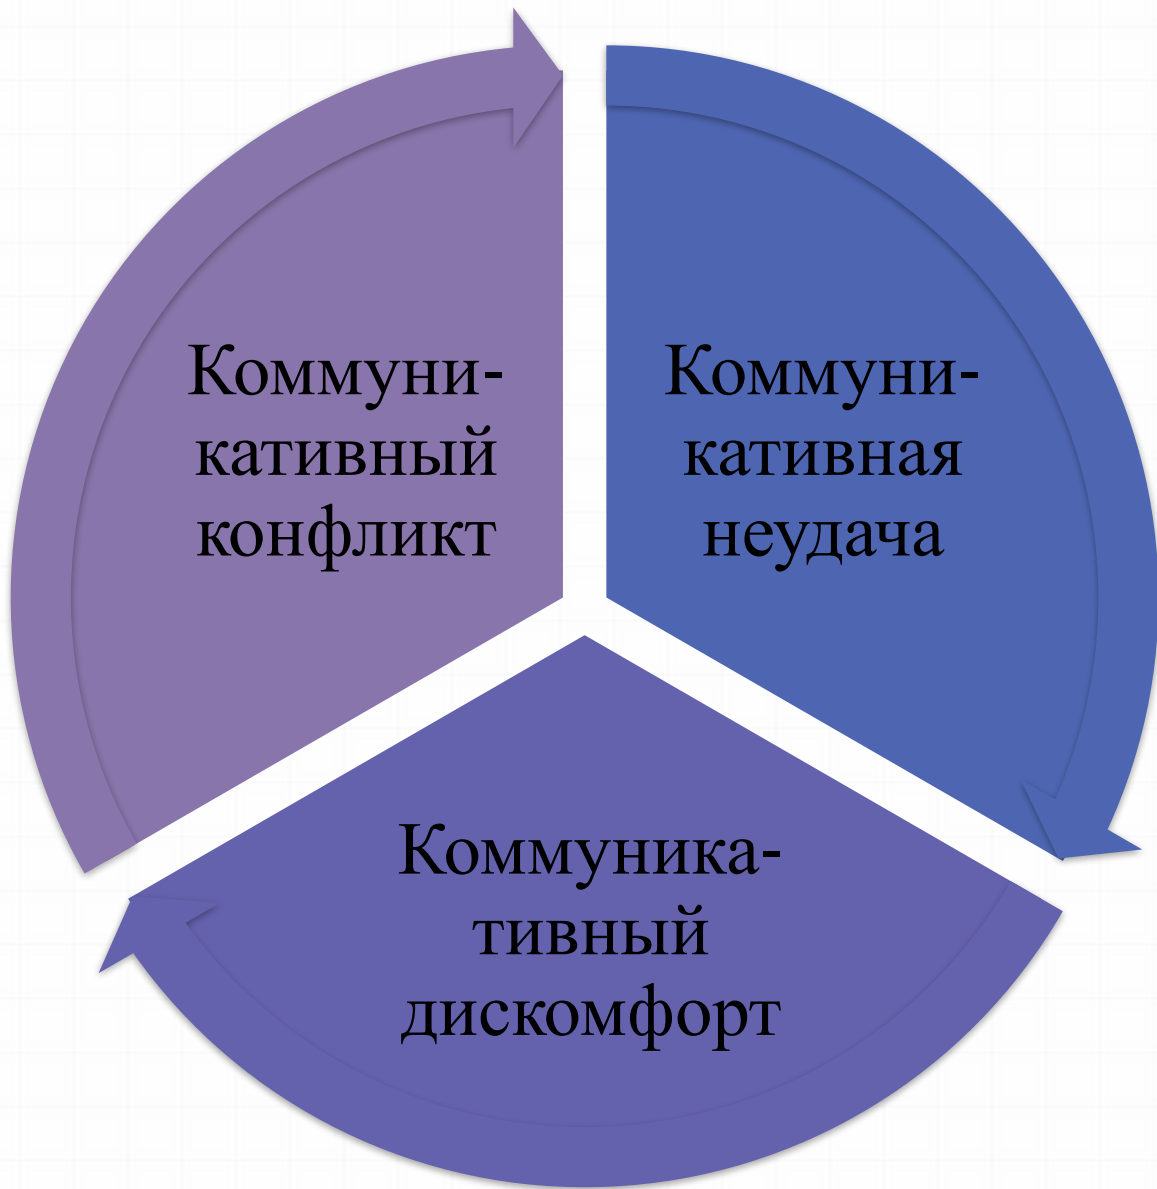 Коммуни-
кативный
конфликт
Коммуни-
кативная
неудача
Коммуника-
тивный
дискомфорт